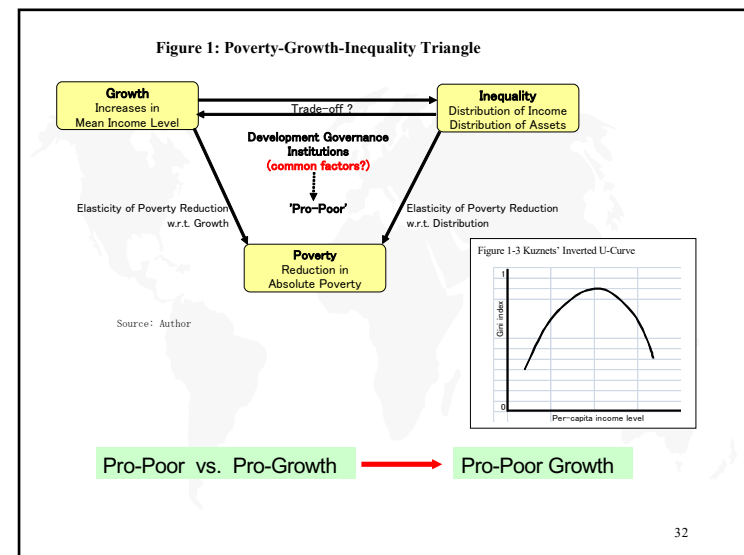 Figure 1: Poverty-Growth-Inequality Triangle
Growth
Increases in
Mean Income Level
Trade-off ?
Inequality
Distribution of Income
Distribution of Assets
Development Governance
Institutions
(common factors?)
'Pro-Poor'
Elasticity of Poverty Reduction
w.r.t. Growth
Elasticity of Poverty Reduction
w.r.t. Distribution
Poverty
Reduction in
Absolute Poverty
Source: Author
Figure 1-3 Kuznets' Inverted U-Curve
1
Gini index
0
Per-capita income level
Pro-Poor vs. Pro-Growth
Pro-Poor Growth
32